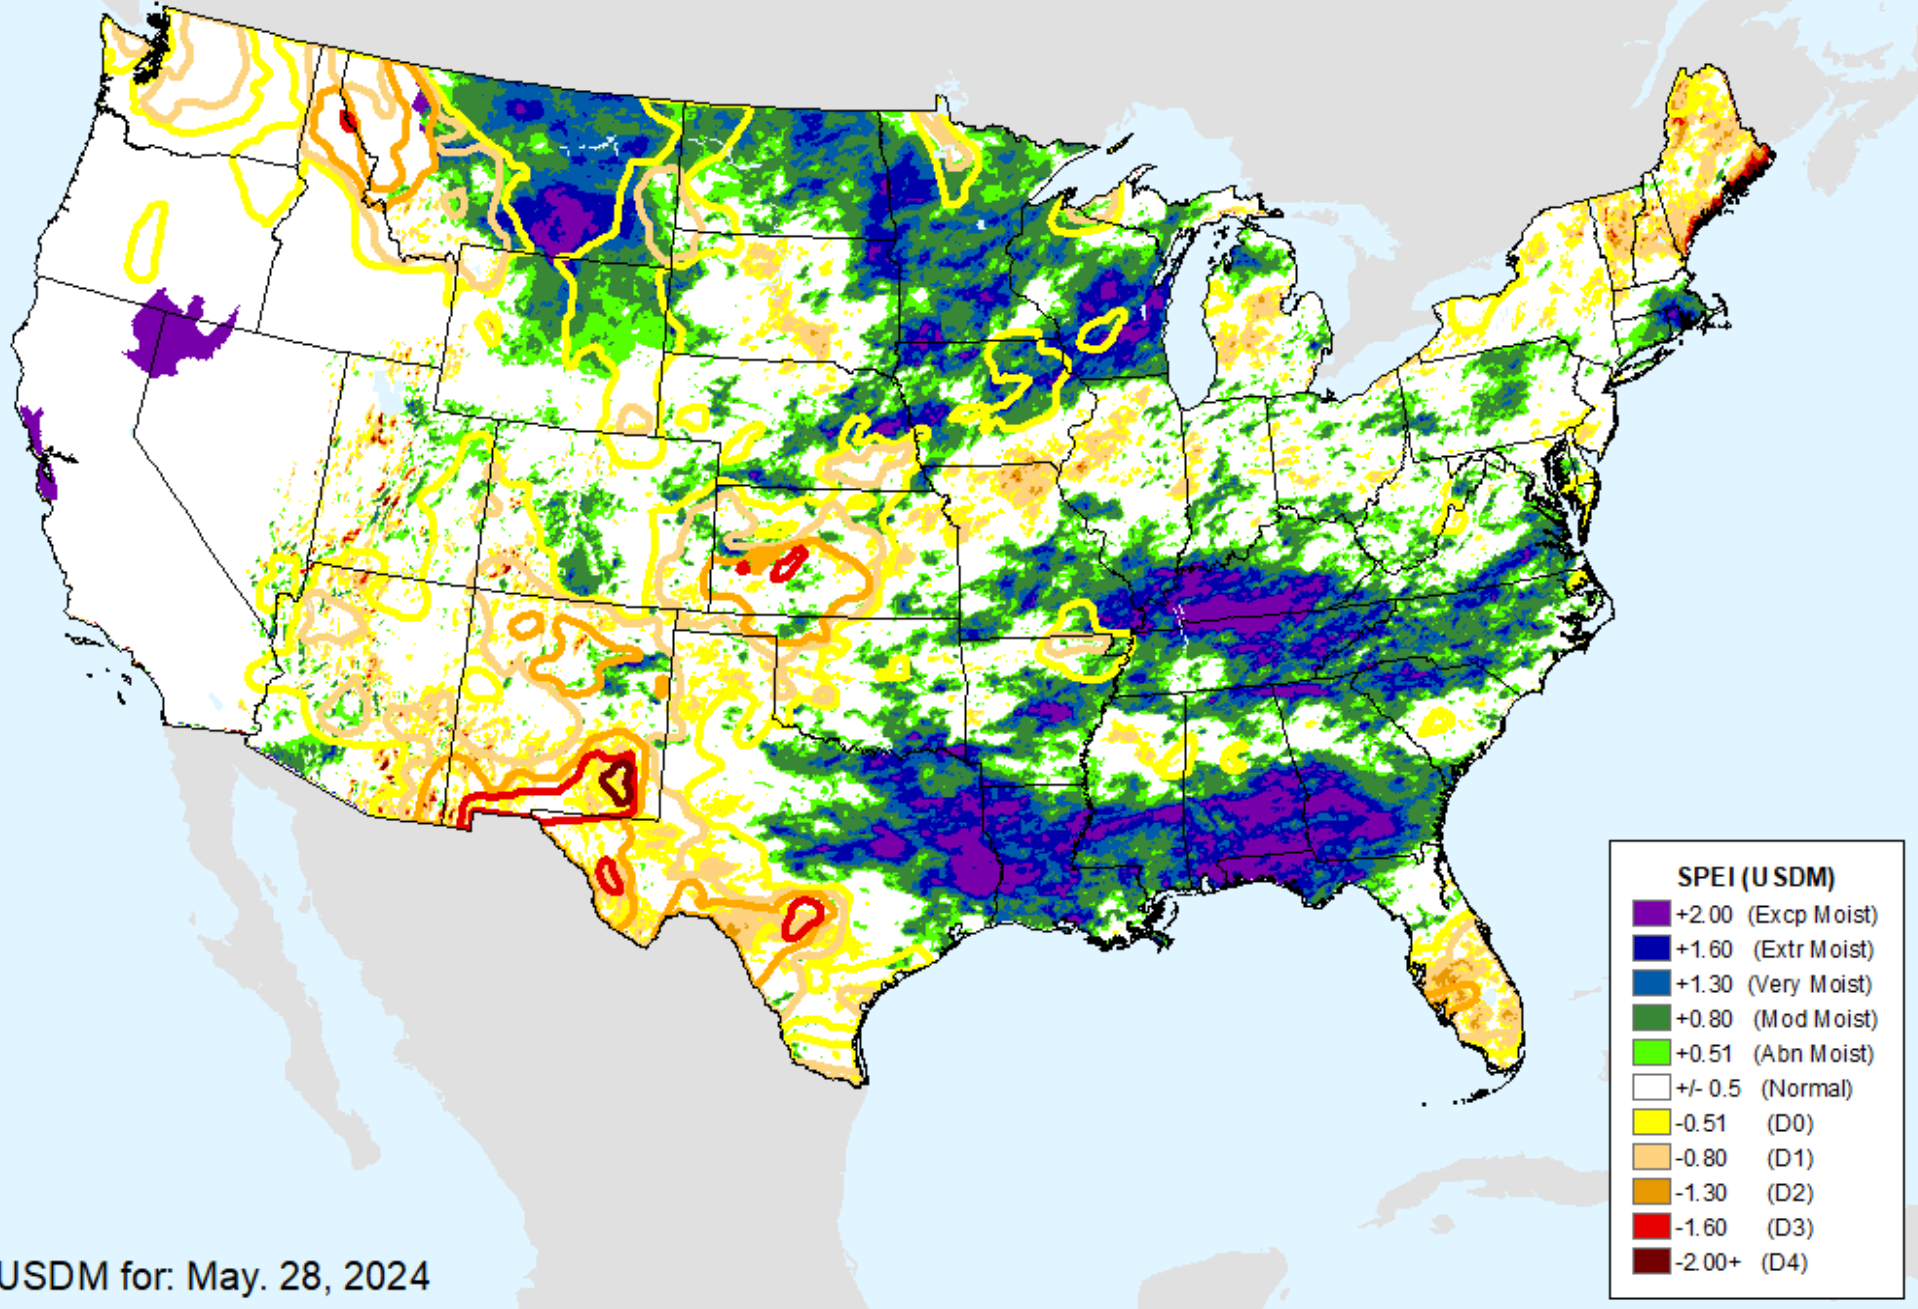 SPEI (USDM)
+2.00 (Excp Moist)
+1.60 (Extr Moist)
+1.30 (Very Moist)
+0.80 (Mod Moist)
+0.51 (Abn Moist)
+/- 0.5 (Normal)
-0.51 (D0)
-0.80 (D1)
-1.30 (D2)
-1.60 (D3)
-2.00+ (D4)
USDM for: May. 28, 2024